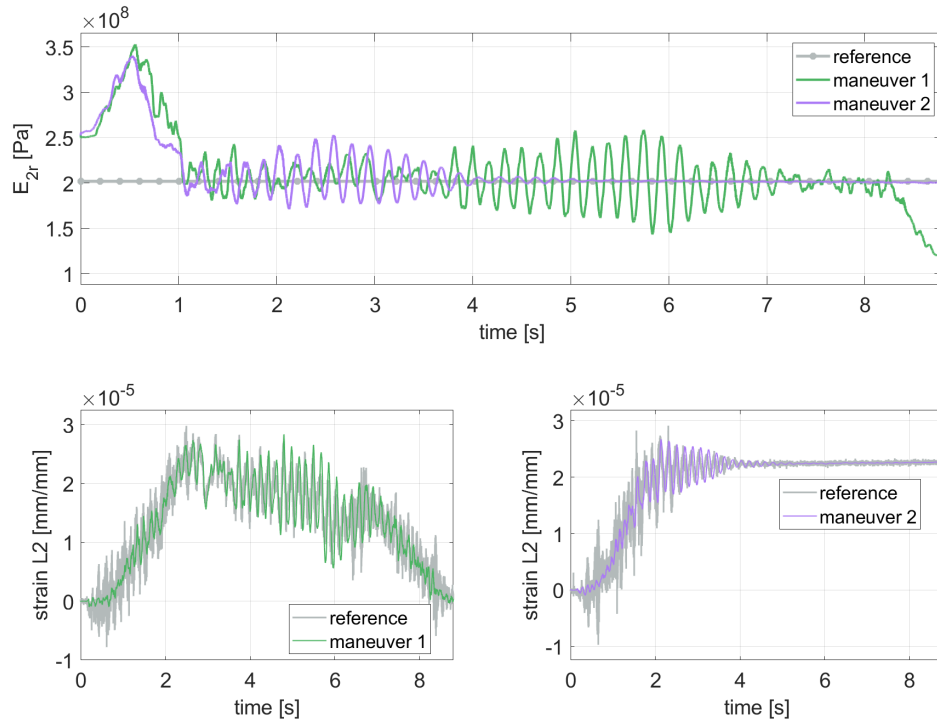 ×10⁸
3.5
3
2.5
2
1.5
1
E₂ᵣ [Pa]
reference
maneuver 1
maneuver 2
0 1 2 3 4 5 6 7 8
time [s]
×10⁻⁵
3
2
1
0
-1
strain L2 [mm/mm]
reference
maneuver 1
0 2 4 6 8
time [s]
×10⁻⁵
3
2
1
0
-1
strain L2 [mm/mm]
reference
maneuver 2
0 2 4 6 8
time [s]